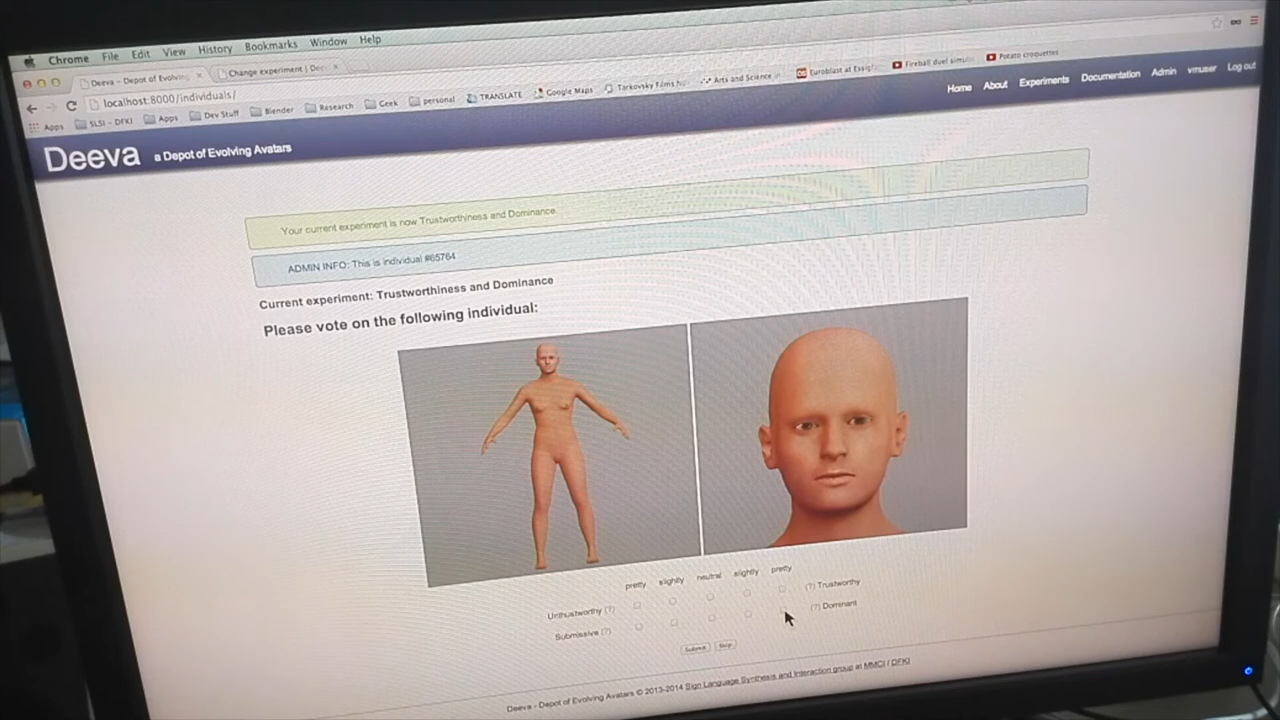 Chrome File Edit View History Bookmarks Window Help
Deeva - Depot of Evolving
Change experiment | Dee
localhost:8000/individuals/
Apps SLSI - DFKI Apps Dev Stuff Blender Research Geek personal TRANSLATE Google Maps Tarkovsky Films Arts and Science in Euroblast at Essig Fireball duel simul Potato croquettes
Deeva a Depot of Evolving Avatars
Home About Experiments Documentation Admin vmuser Log out
Your current experiment is now Trustworthiness and Dominance.
ADMIN INFO: This is individual #65764
Current experiment: Trustworthiness and Dominance
Please vote on the following individual:
pretty slightly neutral slightly pretty
Unthustworthy (?) (?) Trustworthy
Submissive (?) (?) Dominant
Submit Skip
Deeva - Depot of Evolving Avatars © 2013-2014 Sign Language Synthesis and Interaction group at MMCI / DFKI